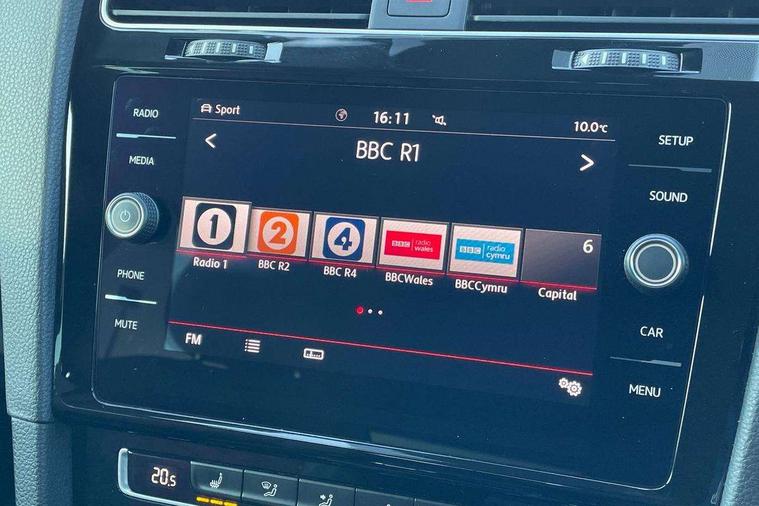 RADIO
MEDIA
PHONE
MUTE
Sport
16:11
10.0°C
< BBC R1 >
1
2
4
BBC radio wales
BBC radio cymru
6
Radio 1
BBC R2
BBC R4
BBCWales
BBCCymru
Capital
FM
SETUP
SOUND
CAR
MENU
20.5